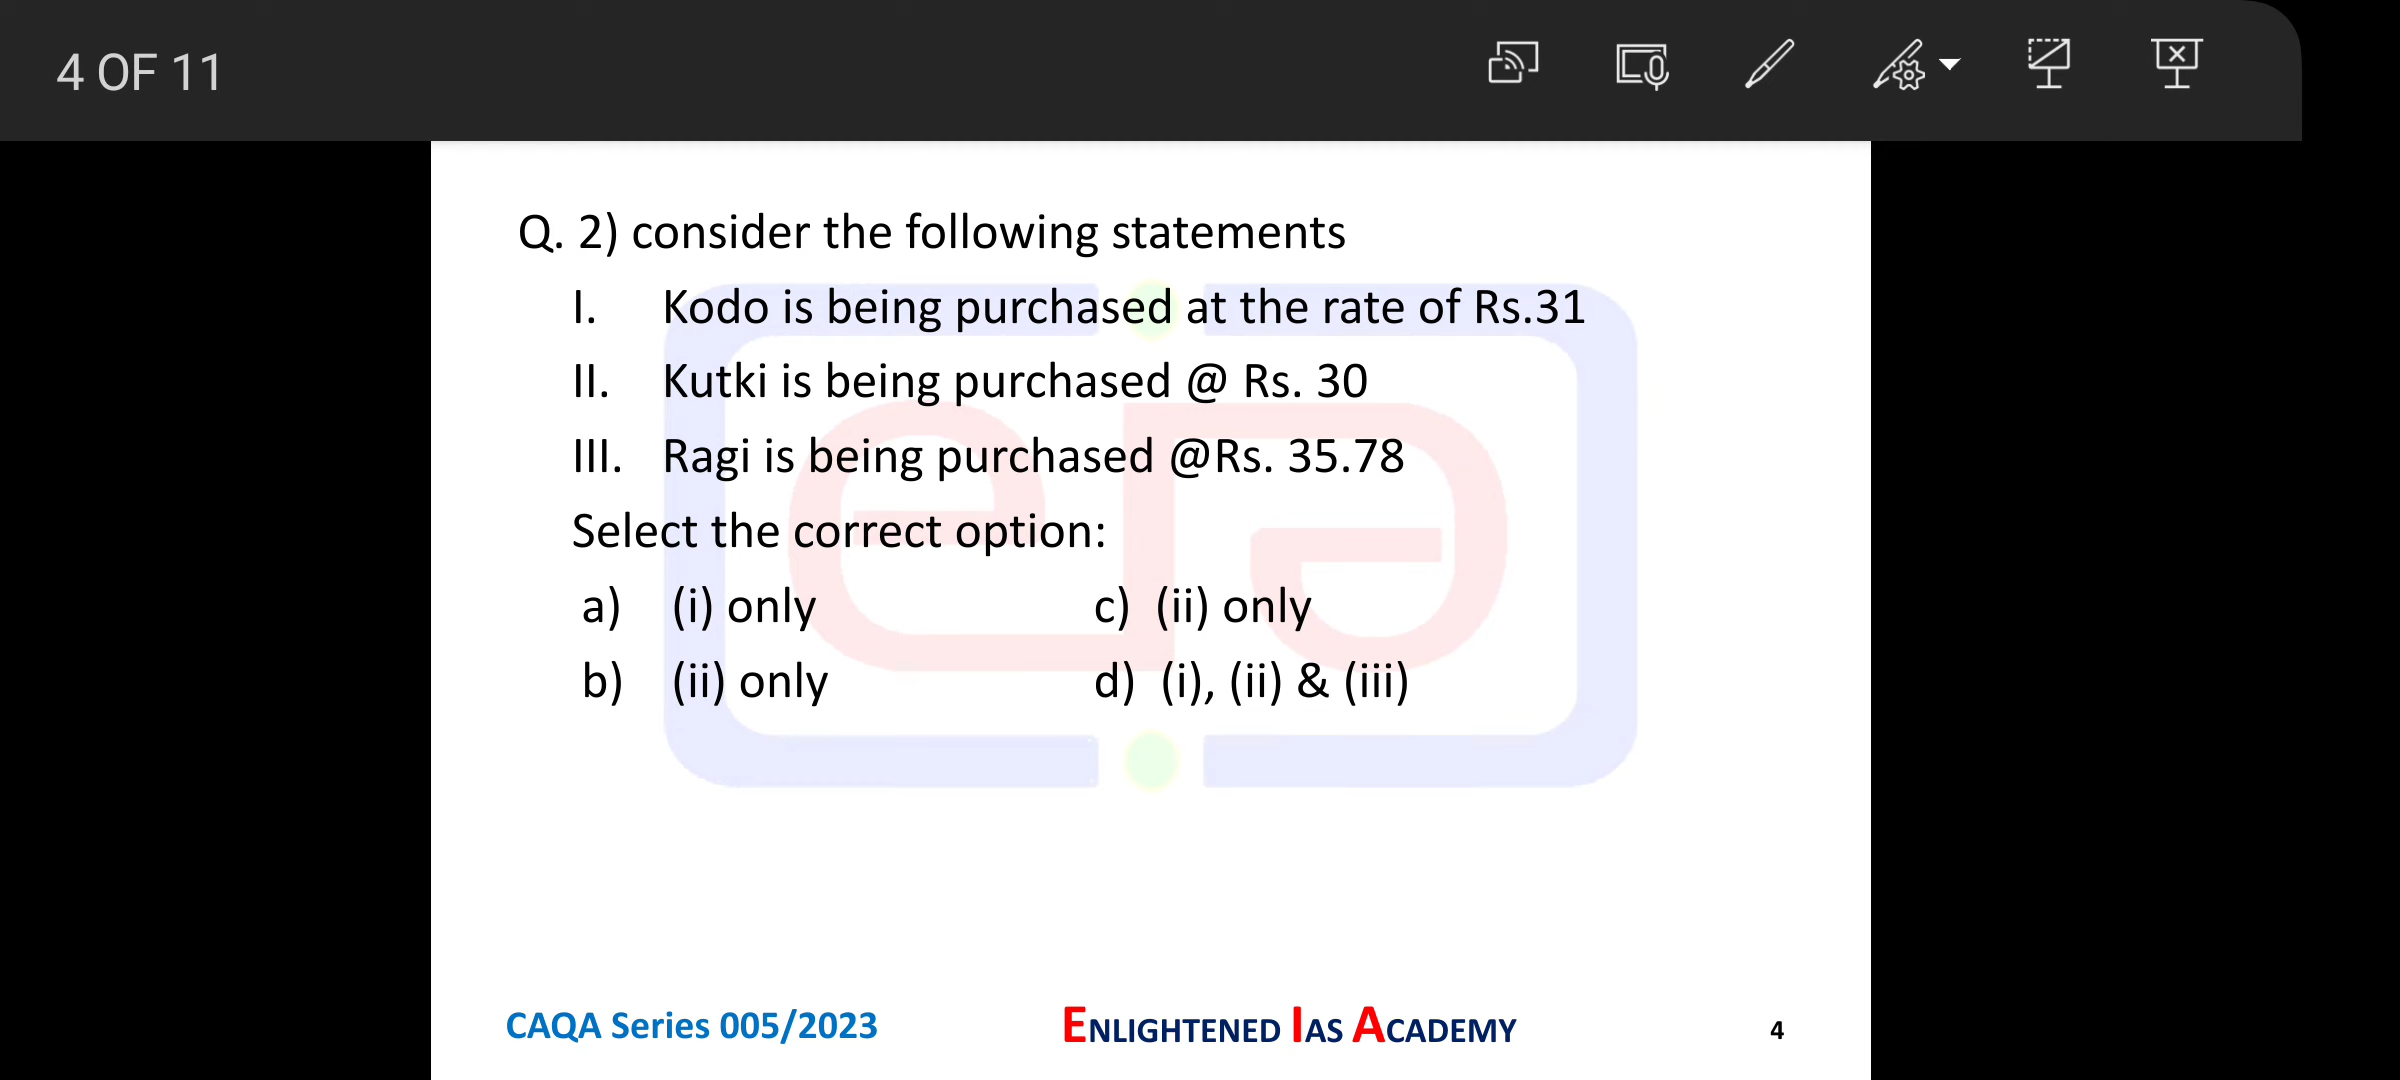 4 OF 11
Q. 2) consider the following statements
I. Kodo is being purchased at the rate of Rs.31
II. Kutki is being purchased @ Rs. 30
III. Ragi is being purchased @Rs. 35.78
Select the correct option:
a) (i) only c) (ii) only
b) (ii) only d) (i), (ii) & (iii)
CAQA Series 005/2023 ENLIGHTENED IAS ACADEMY 4